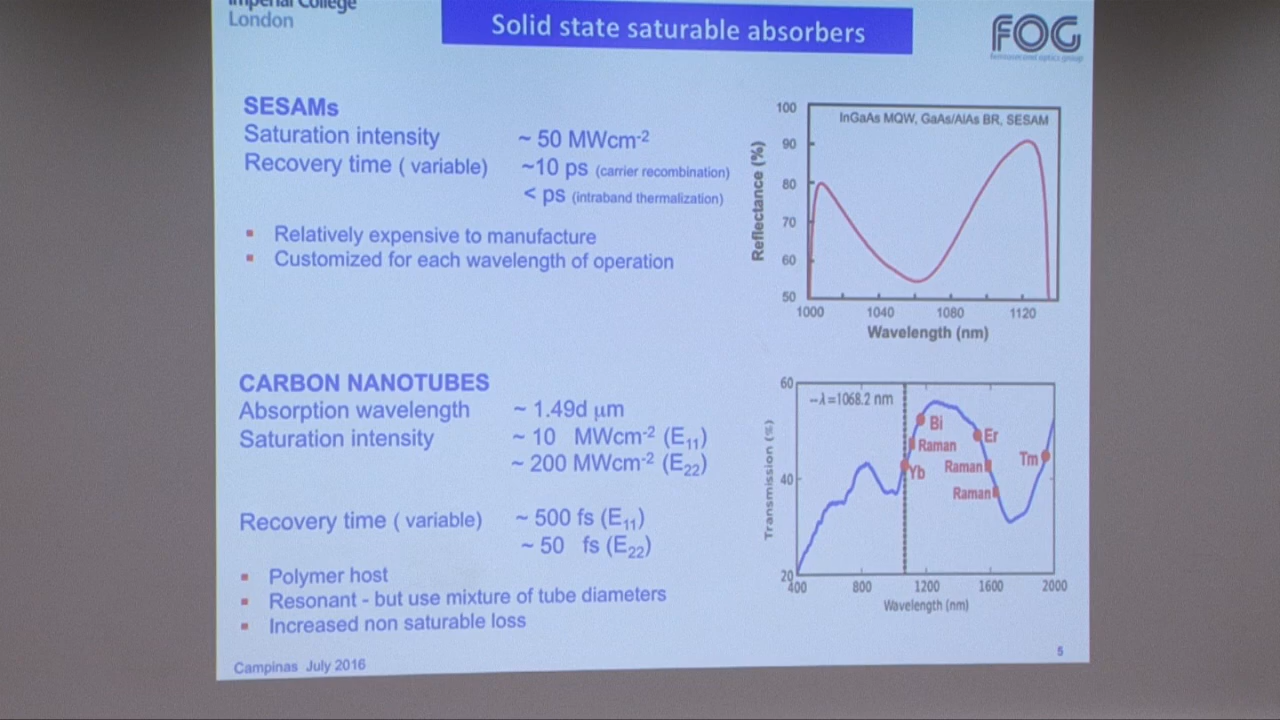 Imperial College
London
Solid state saturable absorbers
FOG
femtosecond optics group
SESAMs
Saturation intensity ~ 50 MWcm-2
Recovery time ( variable) ~10 ps (carrier recombination)
< ps (intraband thermalization)
▪ Relatively expensive to manufacture
▪ Customized for each wavelength of operation
100
90
80
70
60
50
Reflectance (%)
InGaAs MQW, GaAs/AlAs BR, SESAM
1000 1040 1080 1120
Wavelength (nm)
CARBON NANOTUBES
Absorption wavelength ~ 1.49d μm
Saturation intensity ~ 10 MWcm-2 (E11)
~ 200 MWcm-2 (E22)
Recovery time ( variable) ~ 500 fs (E11)
~ 50 fs (E22)
▪ Polymer host
▪ Resonant - but use mixture of tube diameters
▪ Increased non saturable loss
60
40
20
Transmission (%)
--λ=1068.2 nm
Bi
Raman
Yb
Er
Raman
Raman
Tm
400 800 1200 1600 2000
Wavelength (nm)
Campinas July 2016
5